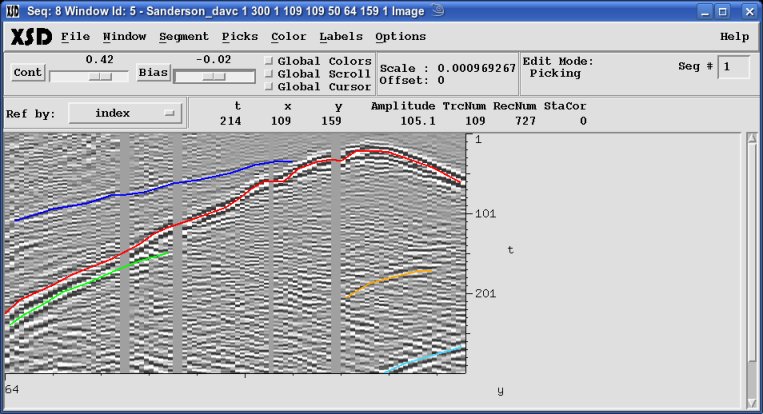 XSD Seq: 8 Window Id: 5 - Sanderson_davc 1 300 1 109 109 50 64 159 1 Image
XSD File Window Segment Picks Color Labels Options Help
0.42 -0.02
Cont Bias
Global Colors
Global Scroll
Global Cursor
Scale : 0.000969267
Offset: 0
Edit Mode:
Picking
Seq # 1
Ref by: index
t x y Amplitude TrcNum RecNum StaCor
214 109 159 105.1 109 727 0
1
101
t
201
64
y